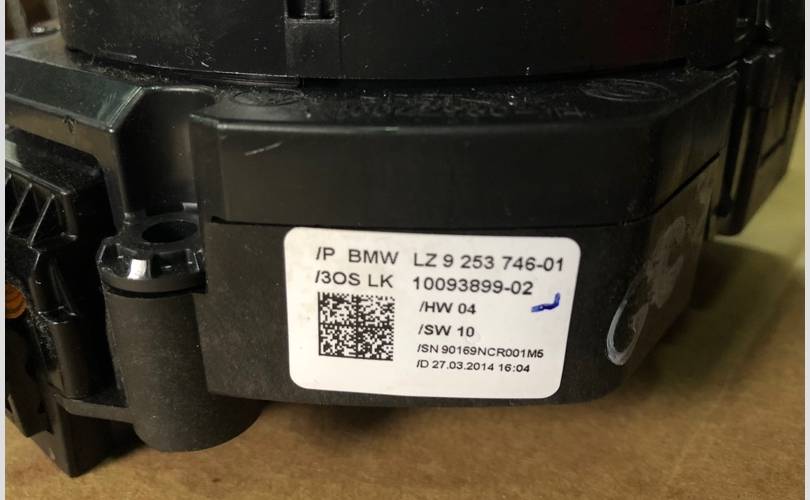 /P BMW LZ 9 253 746-01
/3OS LK 10093899-02
/HW 04
/SW 10
/SN 90169NCR001M5
/D 27.03.2014 16:04